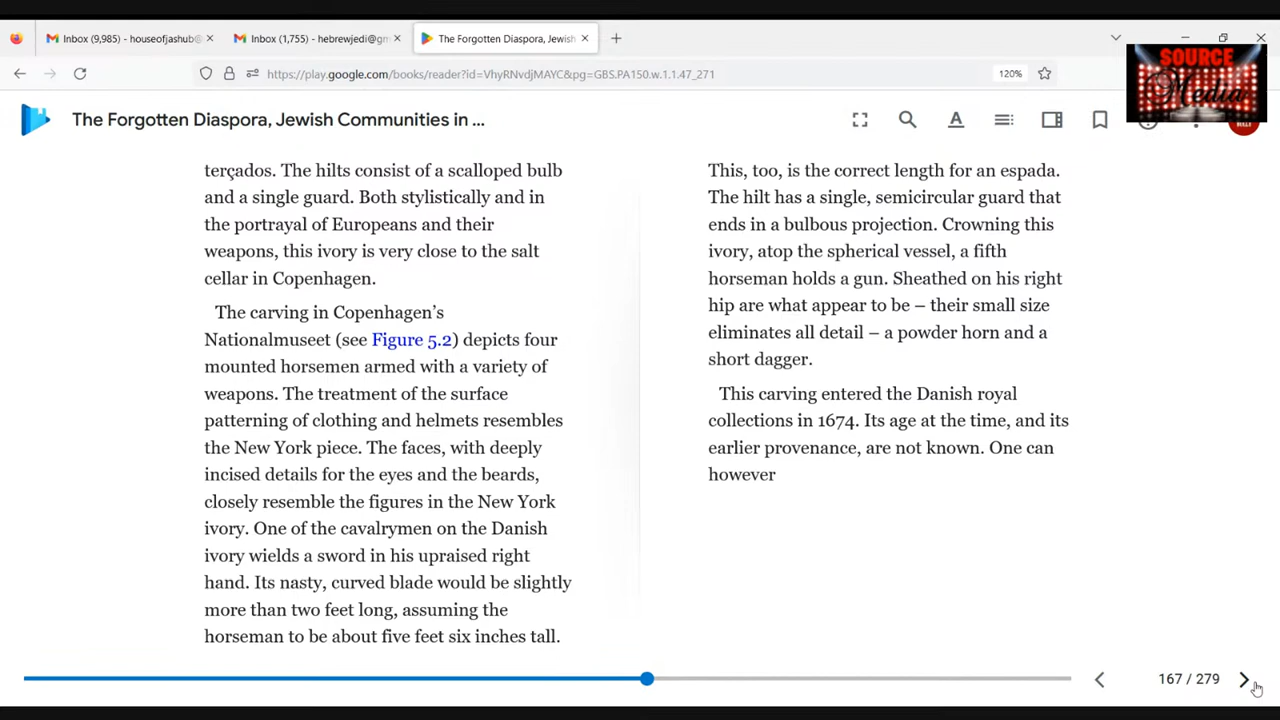 Inbox (9,985) - houseofjashub@
Inbox (1,755) - hebrewjedi@gm
The Forgotten Diaspora, Jewish
https://play.google.com/books/reader?id=VhyRNvdjMAYC&pg=GBS.PA150.w.1.1.47_271
120%
SOURCE
Media
The Forgotten Diaspora, Jewish Communities in ...
terçados. The hilts consist of a scalloped bulb
and a single guard. Both stylistically and in
the portrayal of Europeans and their
weapons, this ivory is very close to the salt
cellar in Copenhagen.
The carving in Copenhagen's
Nationalmuseet (see Figure 5.2) depicts four
mounted horsemen armed with a variety of
weapons. The treatment of the surface
patterning of clothing and helmets resembles
the New York piece. The faces, with deeply
incised details for the eyes and the beards,
closely resemble the figures in the New York
ivory. One of the cavalrymen on the Danish
ivory wields a sword in his upraised right
hand. Its nasty, curved blade would be slightly
more than two feet long, assuming the
horseman to be about five feet six inches tall.
This, too, is the correct length for an espada.
The hilt has a single, semicircular guard that
ends in a bulbous projection. Crowning this
ivory, atop the spherical vessel, a fifth
horseman holds a gun. Sheathed on his right
hip are what appear to be – their small size
eliminates all detail – a powder horn and a
short dagger.
This carving entered the Danish royal
collections in 1674. Its age at the time, and its
earlier provenance, are not known. One can
however
167 / 279